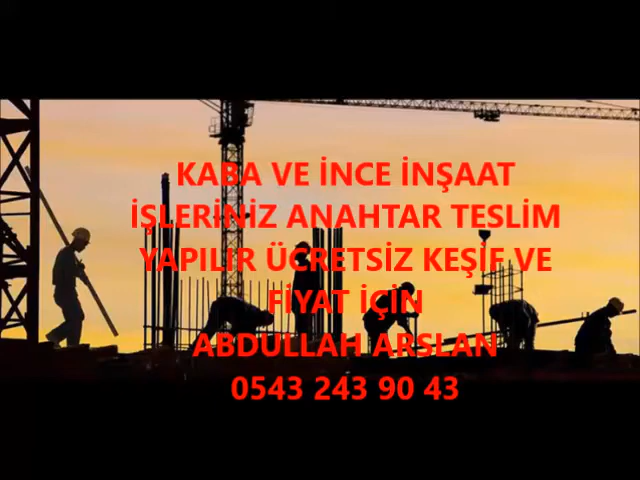 KABA VE İNCE İNŞAAT
İŞLERİNİZ ANAHTAR TESLİM
YAPILIR ÜCRETSİZ KEŞİF VE
FİYAT İÇİN
ABDULLAH ARSLAN
0543 243 90 43